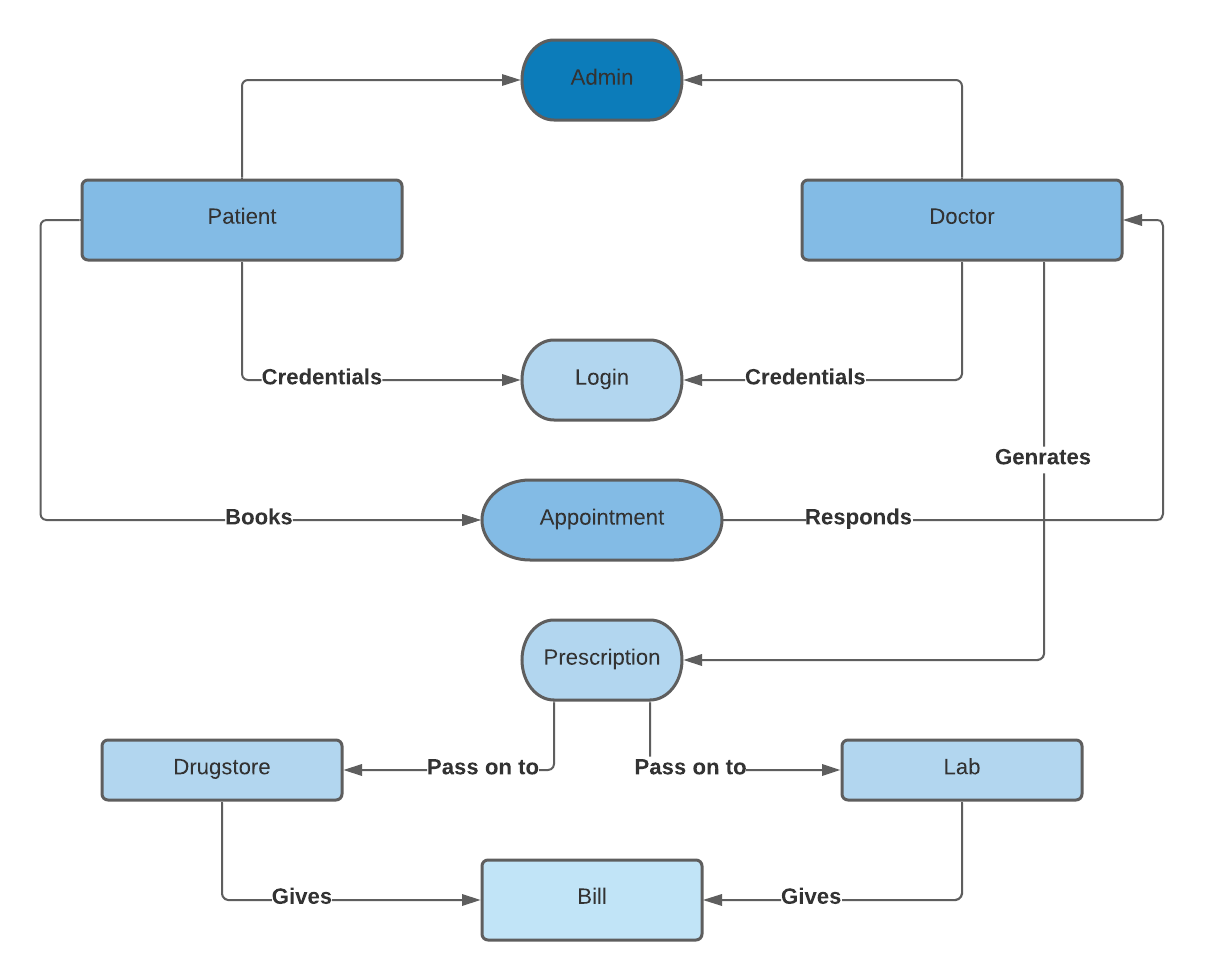 Admin
Patient
Doctor
Credentials
Login
Credentials
Genrates
Books
Appointment
Responds
Prescription
Drugstore
Pass on to
Pass on to
Lab
Gives
Bill
Gives